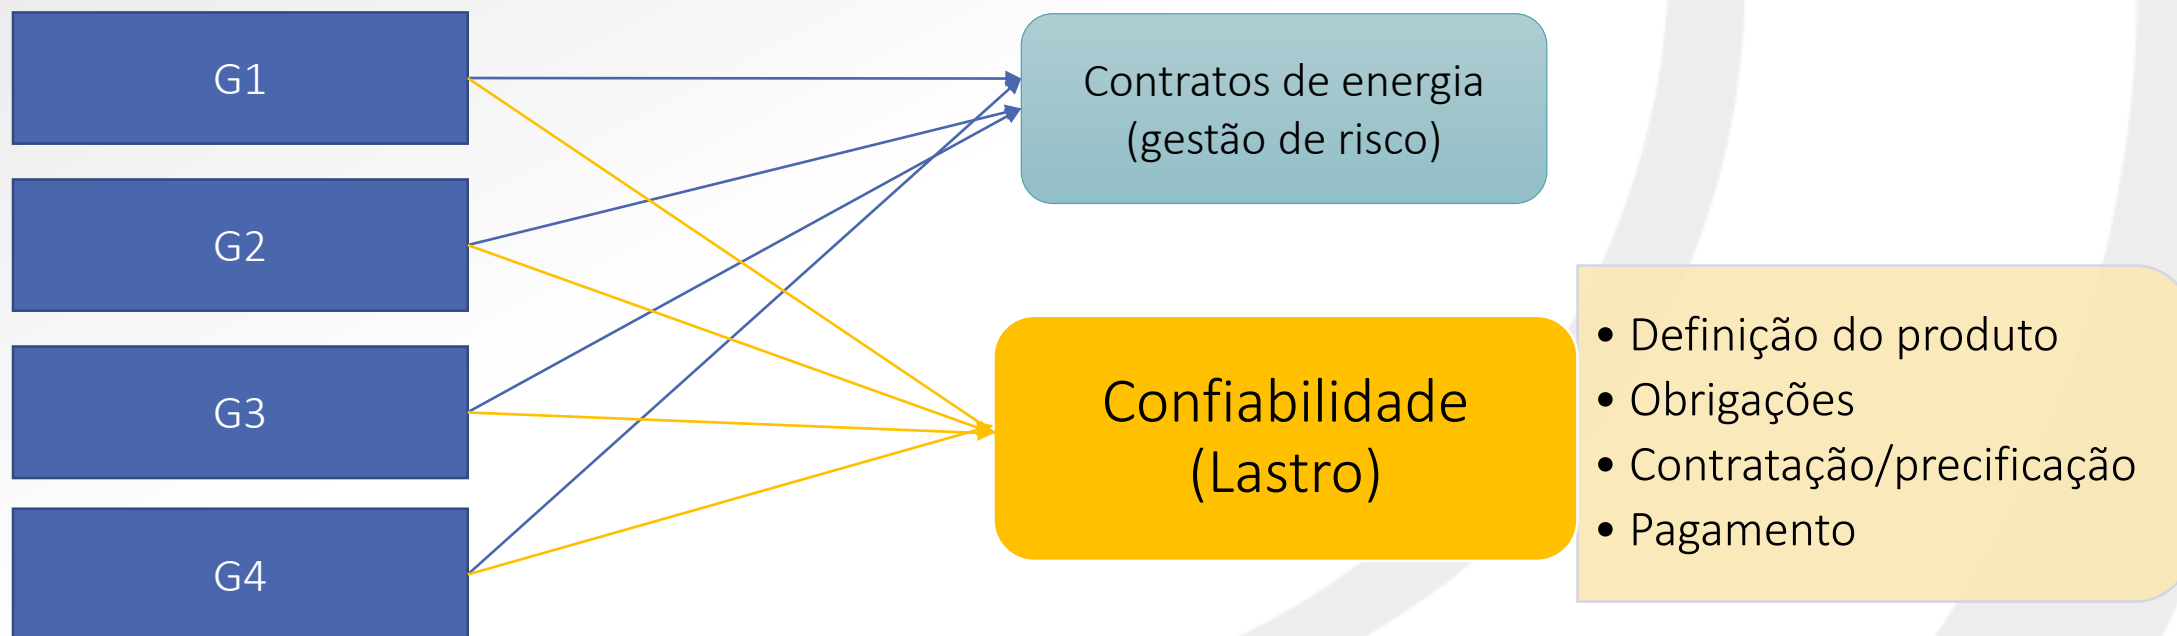 G1
G2
G3
G4
Contratos de energia
(gestão de risco)
Confiabilidade
(Lastro)
• Definição do produto
• Obrigações
• Contratação/precificação
• Pagamento